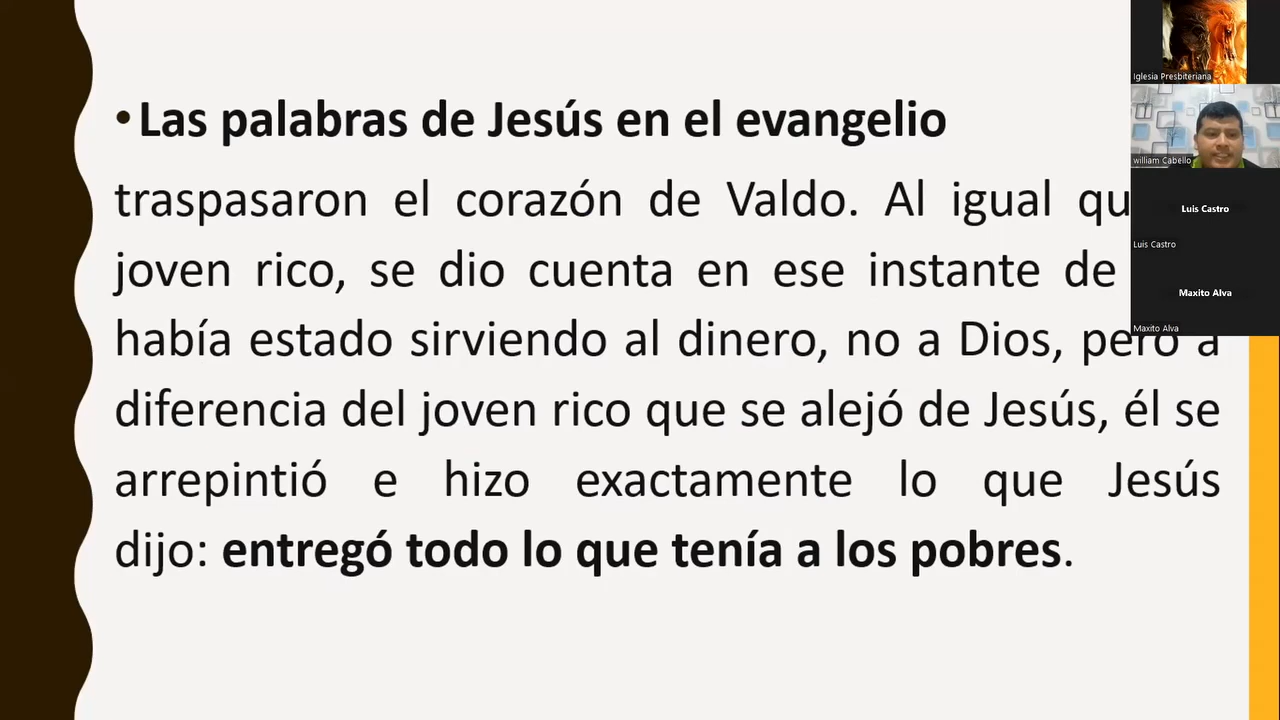 •Las palabras de Jesús en el evangelio
traspasaron el corazón de Valdo. Al igual qu
joven rico, se dio cuenta en ese instante de
había estado sirviendo al dinero, no a Dios, pero a
diferencia del joven rico que se alejó de Jesús, él se
arrepintió e hizo exactamente lo que Jesús
dijo: entregó todo lo que tenía a los pobres.
Iglesia Presbiteriana
william Cabello
Luis Castro
Luis Castro
Maxito Alva
Maxito Alva